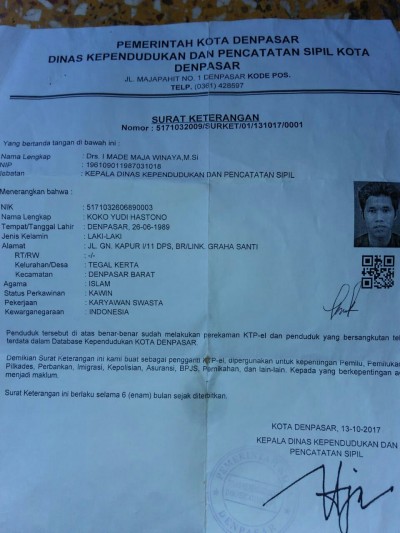 PEMERINTAH KOTA DENPASAR
DINAS KEPENDUDUKAN DAN PENCATATAN SIPIL KOTA
DENPASAR
JL. MAJAPAHIT NO. 1 DENPASAR KODE POS.
TELP. (0361) 428597
SURAT KETERANGAN
Nomor : 5171032009/SURKET/01/131017/0001
Yang bertanda tangan di bawah ini :
Nama Lengkap : Drs. I MADE MAJA WINAYA,M,Si
NIP : 196109011987031018
Jabatan : KEPALA DINAS KEPENDUDUKAN DAN PENCATATAN SIPIL
Menerangkan bahwa :
NIK : 5171032606890003
Nama Lengkap : KOKO YUDI HASTONO
Tempat/Tanggal Lahir : DENPASAR, 26-06-1989
Jenis Kelamin : LAKI-LAKI
Alamat : JL. GN. KAPUR I/11 DPS, BR/LINK. GRAHA SANTI
RT/RW : -/-
Kelurahan/Desa : TEGAL KERTA
Kecamatan : DENPASAR BARAT
Agama : ISLAM
Status Perkawinan : KAWIN
Pekerjaan : KARYAWAN SWASTA
Kewarganegaraan : INDONESIA
Penduduk tersebut di atas benar-benar sudah melakukan perekaman KTP-el dan penduduk yang bersangkutan tel
terdata dalam Database Kependudukan KOTA DENPASAR.
Demikian Surat Keterangan ini kami buat sebagai pengganti KTP-el, dipergunakan untuk kepentingan Pemilu, Pemilukad
Pilkades, Perbankan, Imigrasi, Kepolisian, Asuransi, BPJS, Pernikahan, dan lain-lain. Kepada yang berkepentingan ag
menjadi maklum.
Surat Keterangan ini berlaku selama 6 (enam) bulan sejak diterbitkan.
KOTA DENPASAR, 13-10-2017
KEPALA DINAS KEPENDUDUKAN DAN
PENCATATAN SIPIL